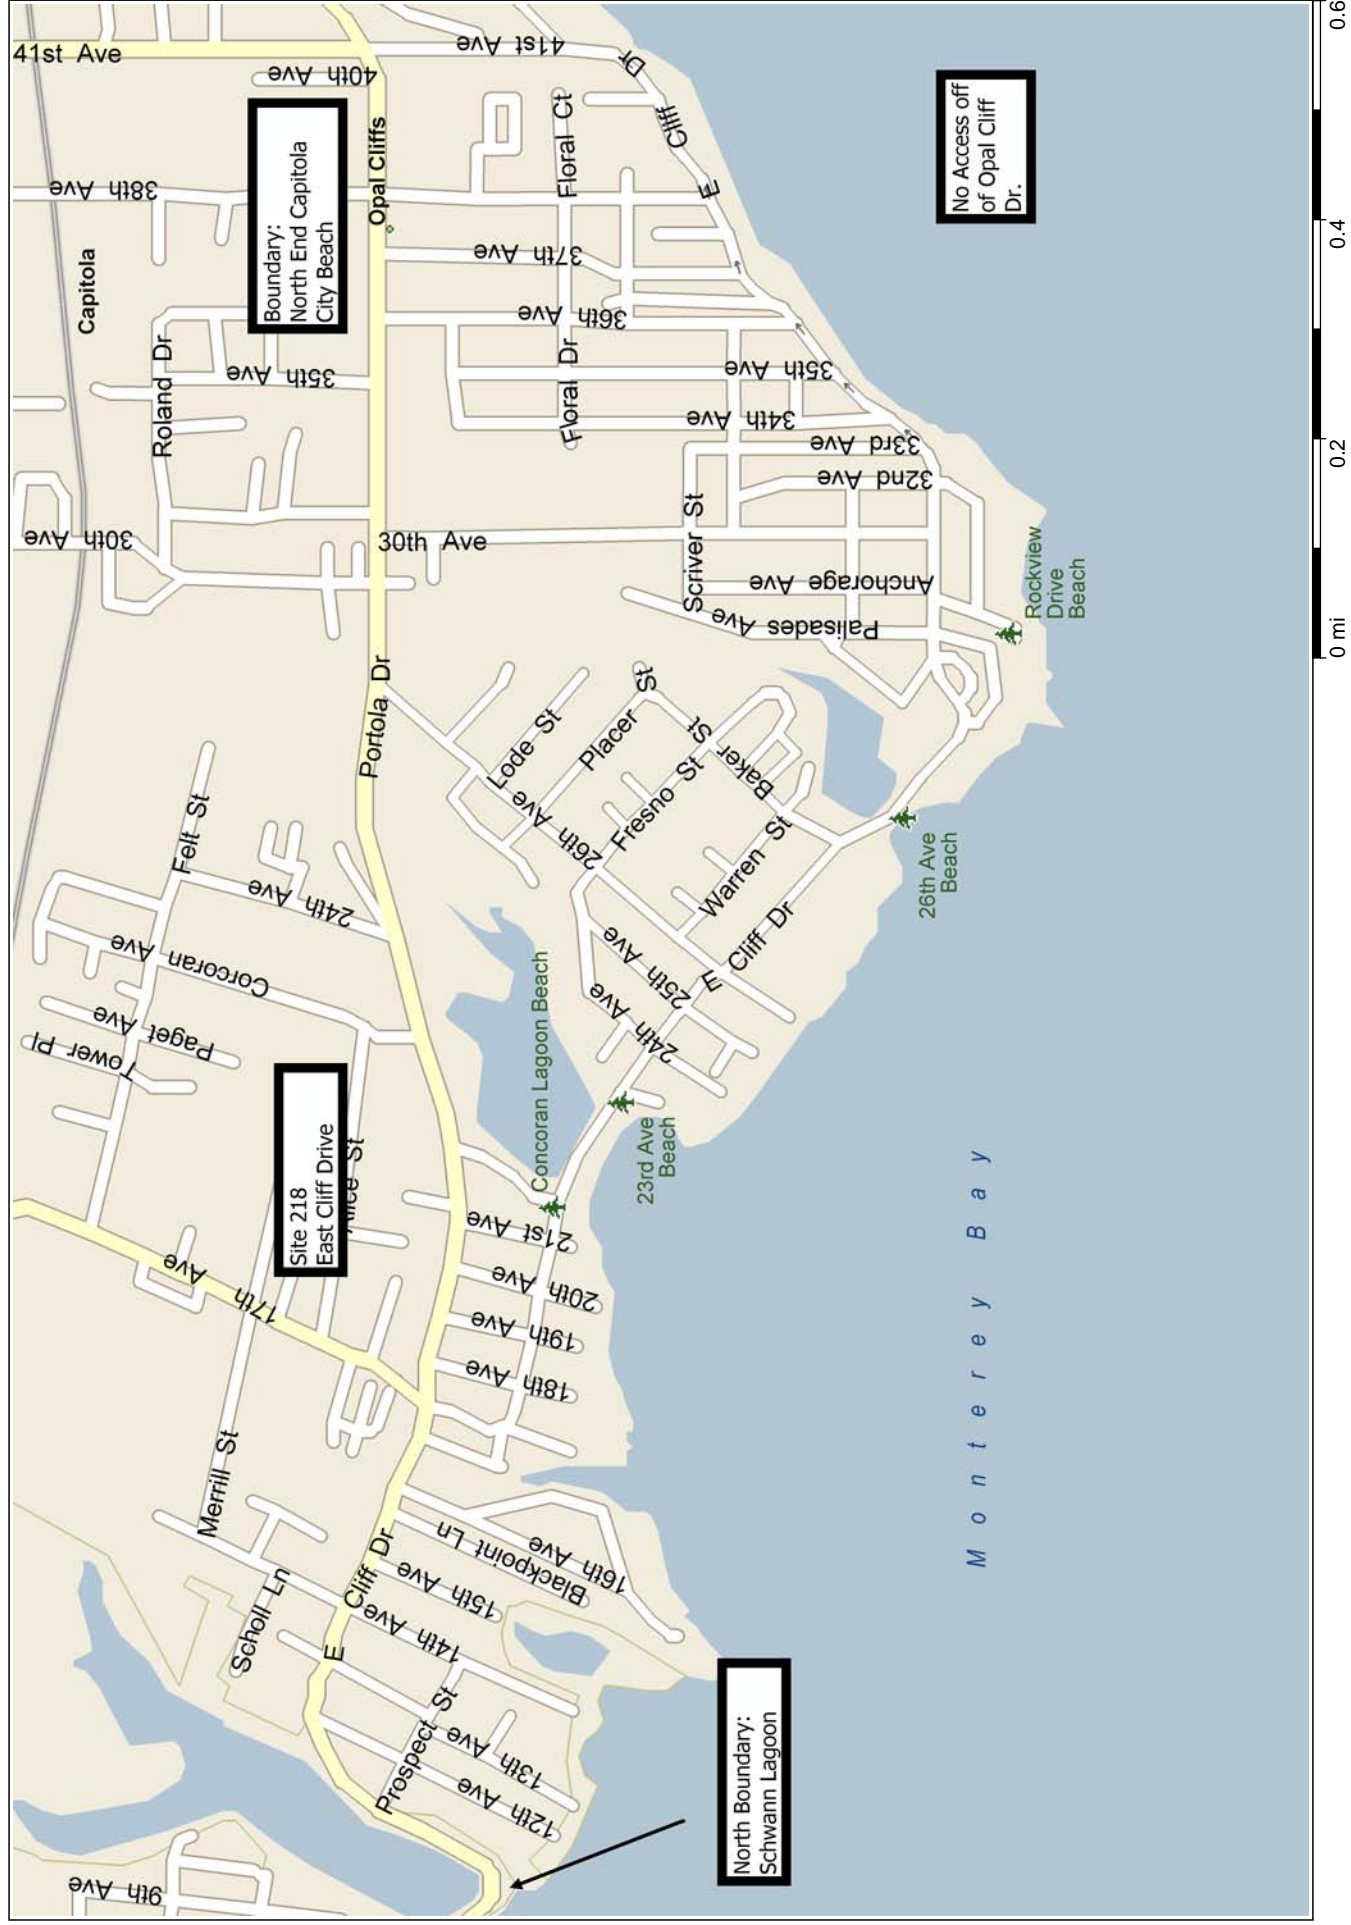 41st Ave
41st Ave
40th Ave
38th Ave
Capitola
Opal Cliffs
Floral Ct
Cliff
Dr
E
Boundary:
North End Capitola
City Beach
No Access off
of Opal Cliff
Dr.
37th Ave
36th Ave
35th Ave
35th Ave
Roland Dr
Floral Dr
34th Ave
33rd Ave
32nd Ave
30th Ave
30th Ave
Scriver St
Anchorage Ave
Palisades Ave
Rockview
Drive
Beach
Portola Dr
Lode St
Placer St
Fresno St
Baker St
Warren St
26th Ave
26th Ave
Beach
E Cliff Dr
25th Ave
24th Ave
24th Ave
Felt St
Corcoran Ave
Paget Ave
Tower Pl
Concoran Lagoon Beach
23rd Ave
Beach
Site 218
East Cliff Drive
Alice St
21st Ave
20th Ave
19th Ave
18th Ave
17th Ave
Merrill St
Scholl Ln
E Cliff Dr
16th Ave
Blackpoint Ln
15th Ave
14th Ave
13th Ave
12th Ave
Prospect St
9th Ave
North Boundary:
Schwann Lagoon
Monterey Bay
0 mi
0.2
0.4
0.6